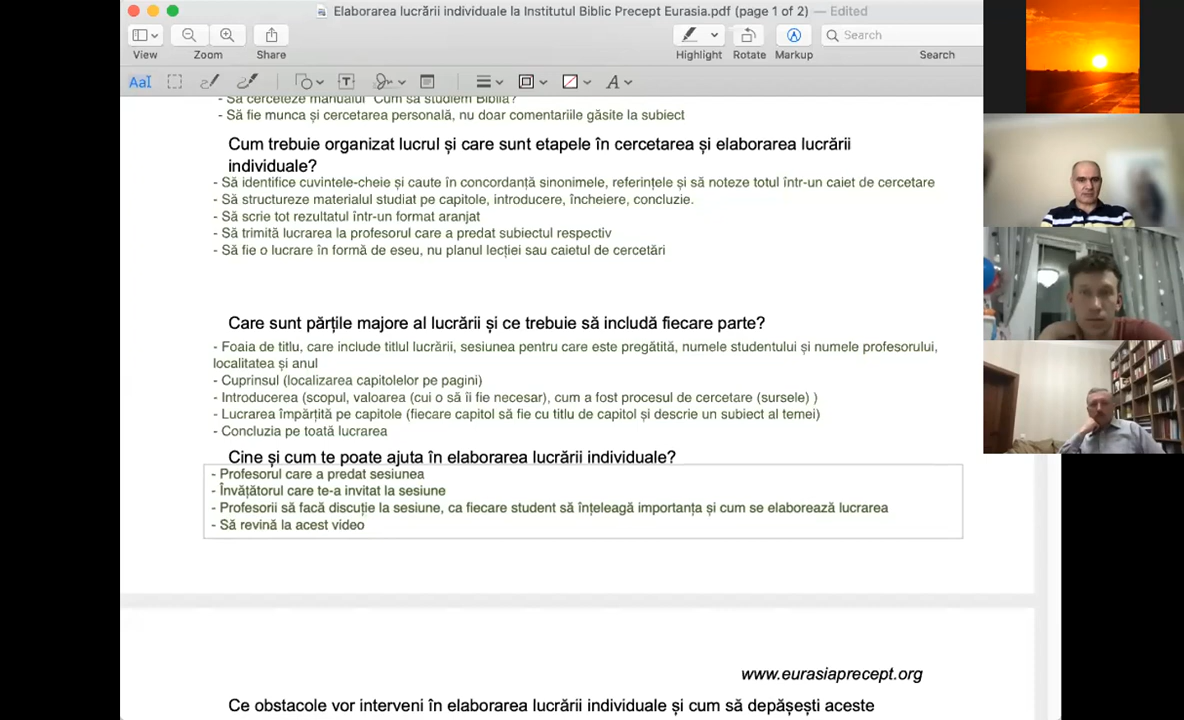 Elaborarea lucrării individuale la Institutul Biblic Precept Eurasia.pdf (page 1 of 2) — Edited
View Zoom Share Highlight Rotate Markup Search
Search
AaI T A
- Să cerceteze manualul "Cum să studiem Biblia?
- Să fie munca și cercetarea personală, nu doar comentariile găsite la subiect
Cum trebuie organizat lucrul și care sunt etapele în cercetarea și elaborarea lucrării
individuale?
- Să identifice cuvintele-cheie și caute în concordanță sinonimele, referințele și să noteze totul într-un caiet de cercetare
- Să structureze materialul studiat pe capitole, introducere, încheiere, concluzie.
- Să scrie tot rezultatul într-un format aranjat
- Să trimită lucrarea la profesorul care a predat subiectul respectiv
- Să fie o lucrare în formă de eseu, nu planul lecției sau caietul de cercetări
Care sunt părțile majore al lucrării și ce trebuie să includă fiecare parte?
- Foaia de titlu, care include titlul lucrării, sesiunea pentru care este pregătită, numele studentului și numele profesorului,
localitatea și anul
- Cuprinsul (localizarea capitolelor pe pagini)
- Introducerea (scopul, valoarea (cui o să îi fie necesar), cum a fost procesul de cercetare (sursele) )
- Lucrarea împărțită pe capitole (fiecare capitol să fie cu titlu de capitol și descrie un subiect al temei)
- Concluzia pe toată lucrarea
Cine și cum te poate ajuta în elaborarea lucrării individuale?
- Profesorul care a predat sesiunea
- Învățătorul care te-a invitat la sesiune
- Profesorii să facă discuție la sesiune, ca fiecare student să înțeleagă importanța și cum se elaborează lucrarea
- Să revină la acest video
www.eurasiaprecept.org
Ce obstacole vor interveni în elaborarea lucrării individuale și cum să depășești aceste